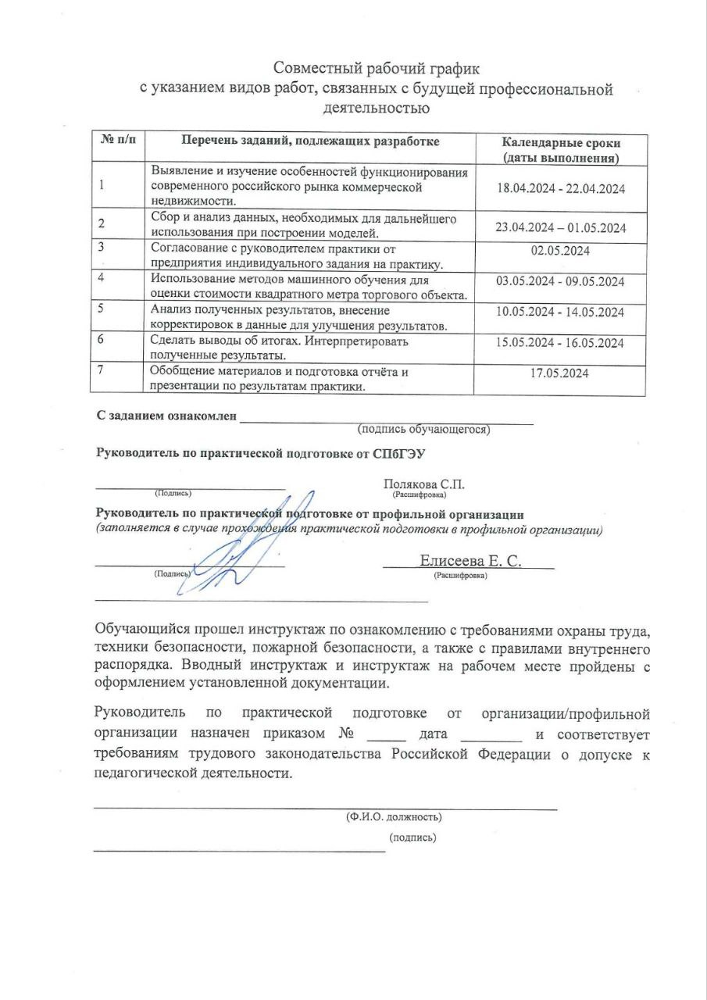 Совместный рабочий график
с указанием видов работ, связанных с будущей профессиональной
деятельностью
№ п/п Перечень заданий, подлежащих разработке Календарные сроки
(даты выполнения)
1 Выявление и изучение особенностей функционирования
современного российского рынка коммерческой
недвижимости. 18.04.2024 - 22.04.2024
2 Сбор и анализ данных, необходимых для дальнейшего
использования при построении моделей. 23.04.2024 – 01.05.2024
3 Согласование с руководителем практики от 02.05.2024
предприятия индивидуального задания на практику.
4 Использование методов машинного обучения для 03.05.2024 - 09.05.2024
оценки стоимости квадратного метра торгового объекта.
5 Анализ полученных результатов, внесение 10.05.2024 - 14.05.2024
корректировок в данные для улучшения результатов.
6 Сделать выводы об итогах. Интерпретировать 15.05.2024 - 16.05.2024
полученные результаты.
7 Обобщение материалов и подготовка отчёта и 17.05.2024
презентации по результатам практики.
С заданием ознакомлен
(подпись обучающегося)
Руководитель по практической подготовке от СПбГЭУ
Полякова С.П.
(Подпись) (Расшифровка)
Руководитель по практической подготовке от профильной организации
(заполняется в случае прохождения практической подготовки в профильной организации)
Елисеева Е. С.
(Подпись) (Расшифровка)
Обучающийся прошел инструктаж по ознакомлению с требованиями охраны труда,
техники безопасности, пожарной безопасности, а также с правилами внутреннего
распорядка. Вводный инструктаж и инструктаж на рабочем месте пройдены с
оформлением установленной документации.
Руководитель по практической подготовке от организации/профильной
организации назначен приказом № _____ дата ________ и соответствует
требованиям трудового законодательства Российской Федерации о допуске к
педагогической деятельности.
(Ф.И.О. должность)
(подпись)